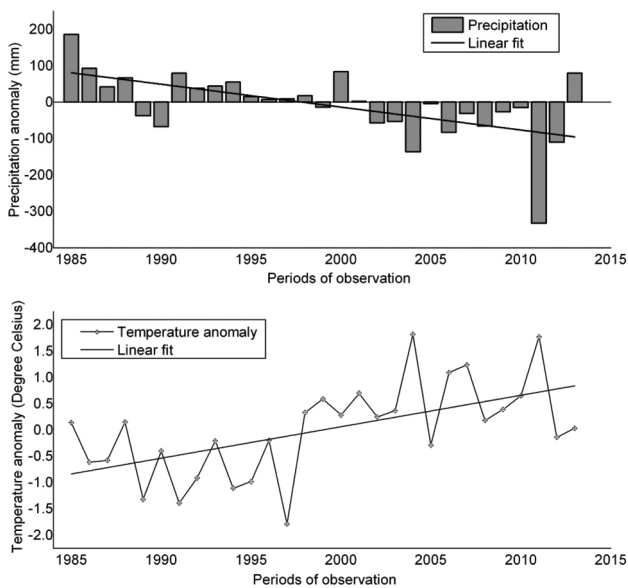 Precipitation anomaly (mm)
200
100
0
-100
-200
-300
-400
Precipitation
Linear fit
1985 1990 1995 2000 2005 2010 2015
Periods of observation
Temperature anomaly (Degree Celsius)
2.0
1.5
1.0
0.5
0.0
-0.5
-1.0
-1.5
-2.0
Temperature anomaly
Linear fit
1985 1990 1995 2000 2005 2010 2015
Periods of observation